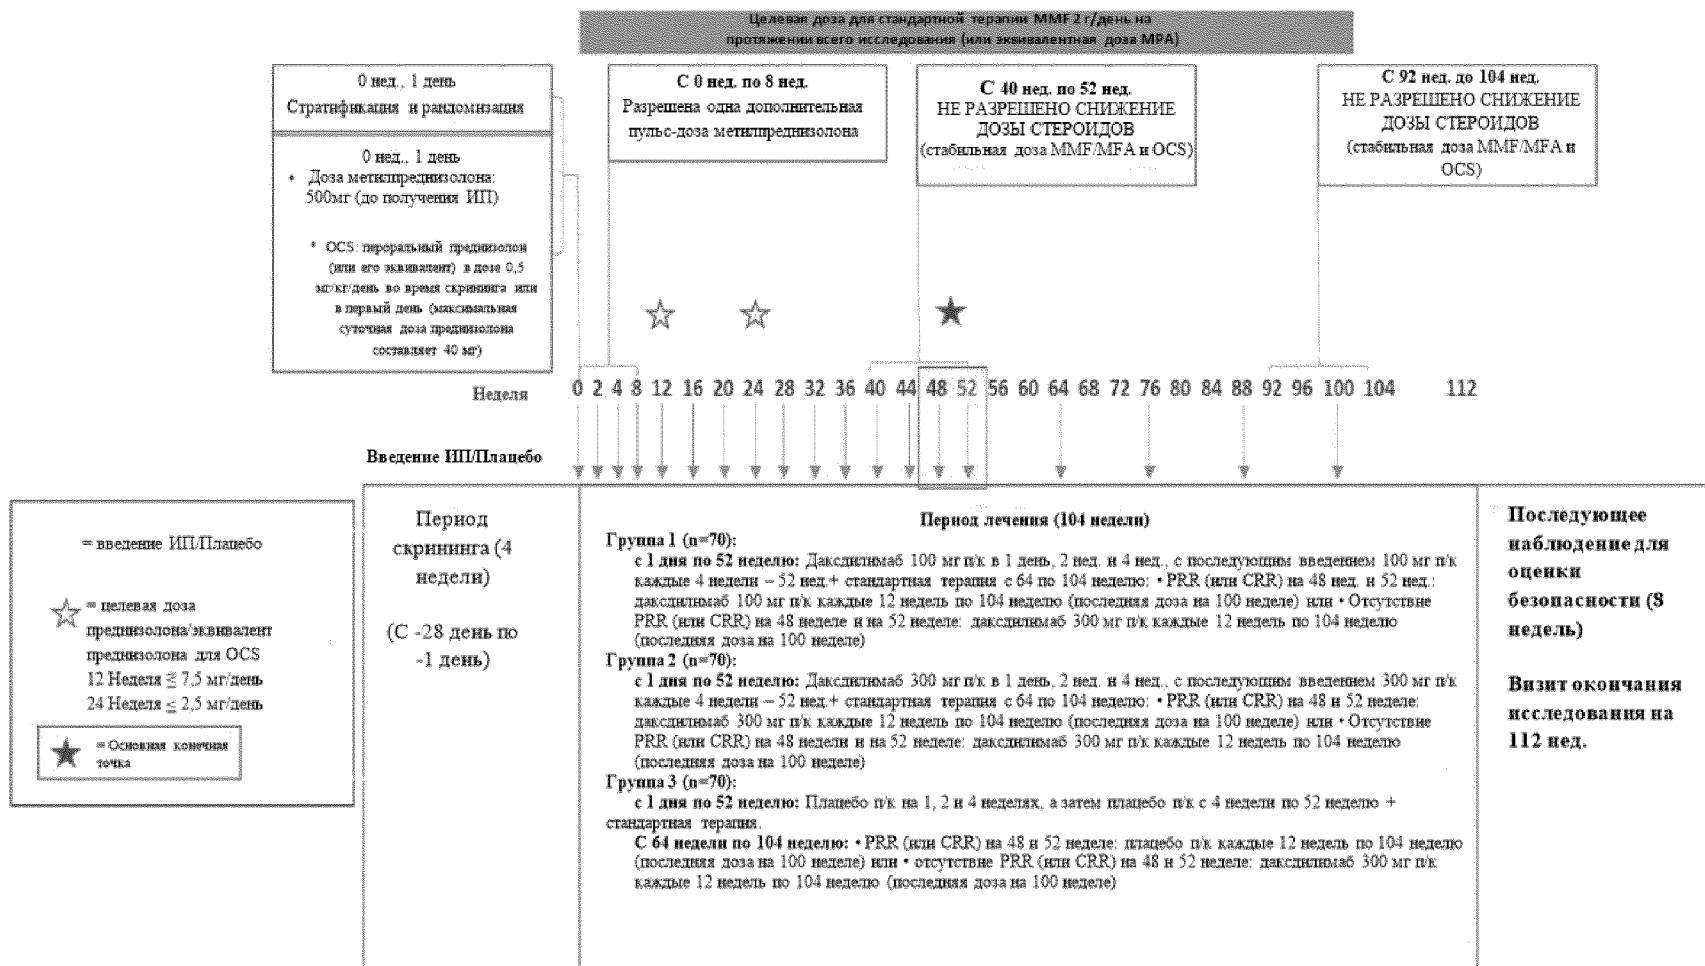 Целевая доза для стандартной терапии MMF 2 г/день на
протяжении всего исследования (или эквивалентная доза MPA)
0 нед., 1 день
Стратификация и рандомизация
0 нед., 1 день
• Доза метилпреднизолона:
500мг (до получения ИП)
* OCS: пероральный преднизолон
(или его эквивалент) в дозе 0,5
мг/кг/день во время скрининга или
в первый день (максимальная
суточная доза преднизолона
составляет 40 мг)
С 0 нед. по 8 нед.
Разрешена одна дополнительная
пульс-доза метилпреднизолона
С 40 нед. по 52 нед.
НЕ РАЗРЕШЕНО СНИЖЕНИЕ
ДОЗЫ СТЕРОИДОВ
(стабильная доза MMF/MFA и OCS)
С 92 нед. до 104 нед.
НЕ РАЗРЕШЕНО СНИЖЕНИЕ
ДОЗЫ СТЕРОИДОВ
(стабильная доза MMF/MFA и
OCS)
Неделя 0 2 4 6 8 12 16 20 24 28 32 36 40 44 48 52 56 60 64 68 72 76 80 84 88 92 96 100 104 112
Введение ИП/Плацебо
= введение ИП/Плацебо
☆ = целевая доза
преднизолона/эквивалент
преднизолона для OCS
12 Неделя ≦ 7,5 мг/день
24 Неделя ≤ 2,5 мг/день
★ = Основная конечная
точка
Период
скрининга (4
недели)
(С -28 день по
-1 день)
Период лечения (104 недели)
Группа 1 (n=70):
с 1 дня по 52 неделю: Даксдилимаб 100 мг п/к в 1 день, 2 нед. и 4 нед., с последующим введением 100 мг п/к
каждые 4 недели – 52 нед.+ стандартная терапия с 64 по 104 неделю: • PRR (или CRR) на 48 нед. и 52 нед.:
даксдилимаб 100 мг п/к каждые 12 недель по 104 неделю (последняя доза на 100 неделе) или • Отсутствие
PRR (или CRR) на 48 неделе и на 52 неделе: даксдилимаб 300 мг п/к каждые 12 недель по 104 неделю
(последняя доза на 100 неделе)
Группа 2 (n=70):
с 1 дня по 52 неделю: Даксдилимаб 300 мг п/к в 1 день, 2 нед. и 4 нед., с последующим введением 300 мг п/к
каждые 4 недели – 52 нед.+ стандартная терапия с 64 по 104 неделю: • PRR (или CRR) на 48 и 52 неделе:
даксдилимаб 300 мг п/к каждые 12 недель по 104 неделю (последняя доза на 100 неделе) или • Отсутствие
PRR (или CRR) на 48 недели и на 52 неделе: даксдилимаб 300 мг п/к каждые 12 недель по 104 неделю
(последняя доза на 100 неделе)
Группа 3 (n=70):
с 1 дня по 52 неделю: Плацебо п/к на 1, 2 и 4 неделях, а затем плацебо п/к с 4 недели по 52 неделю +
стандартная терапия.
С 64 недели по 104 неделю: • PRR (или CRR) на 48 и 52 неделе: плацебо п/к каждые 12 недель по 104 неделю
(последняя доза на 100 неделе) или • отсутствие PRR (или CRR) на 48 и 52 неделе: даксдилимаб 300 мг п/к
каждые 12 недель по 104 неделю (последняя доза на 100 неделе)
Последующее
наблюдение для
оценки
безопасности (8
недель)
Визит окончания
исследования на
112 нед.